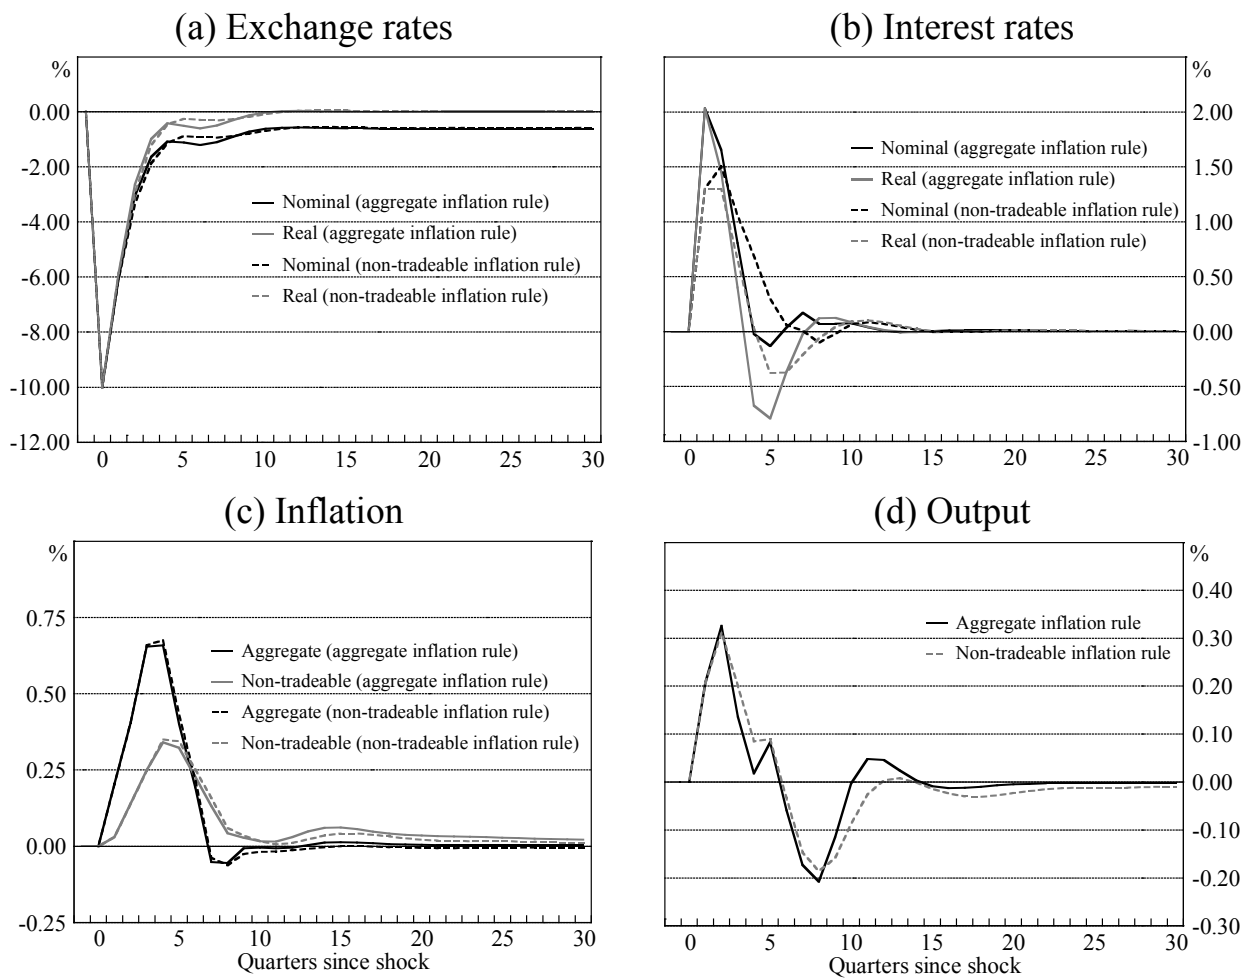 (a) Exchange rates
%
0.00
-2.00
-4.00
-6.00
-8.00
-10.00
-12.00
Nominal (aggregate inflation rule)
Real (aggregate inflation rule)
Nominal (non-tradeable inflation rule)
Real (non-tradeable inflation rule)
0 5 10 15 20 25 30
(b) Interest rates
%
2.00
1.50
1.00
0.50
0.00
-0.50
-1.00
Nominal (aggregate inflation rule)
Real (aggregate inflation rule)
Nominal (non-tradeable inflation rule)
Real (non-tradeable inflation rule)
0 5 10 15 20 25 30
(c) Inflation
%
0.75
0.50
0.25
0.00
-0.25
Aggregate (aggregate inflation rule)
Non-tradeable (aggregate inflation rule)
Aggregate (non-tradeable inflation rule)
Non-tradeable (non-tradeable inflation rule)
0 5 10 15 20 25 30
Quarters since shock
(d) Output
%
0.40
0.30
0.20
0.10
0.00
-0.10
-0.20
-0.30
Aggregate inflation rule
Non-tradeable inflation rule
0 5 10 15 20 25 30
Quarters since shock